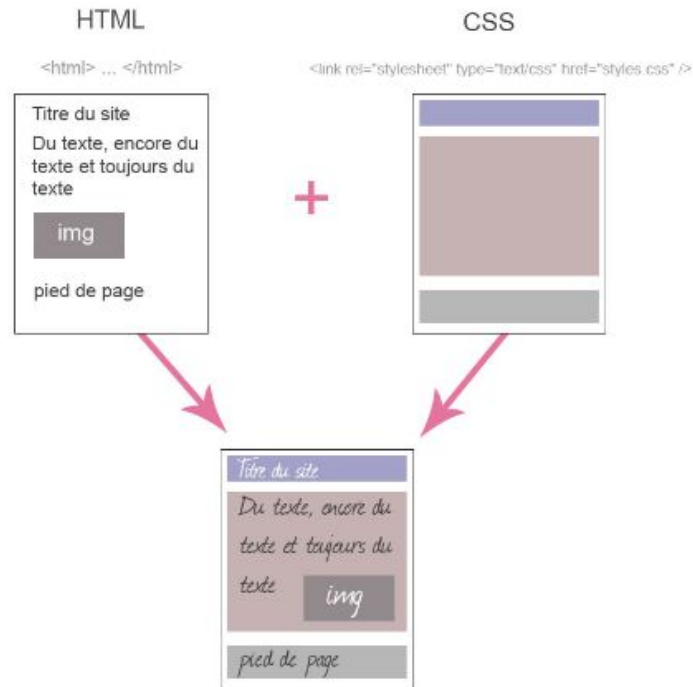 HTML
CSS
<html> ... </html>
<link rel="stylesheet" type="text/css" href="styles.css" />
Titre du site
Du texte, encore du
texte et toujours du
texte
img
pied de page
+
Titre du site
Du texte, encore du
texte et toujours du
texte
img
pied de page